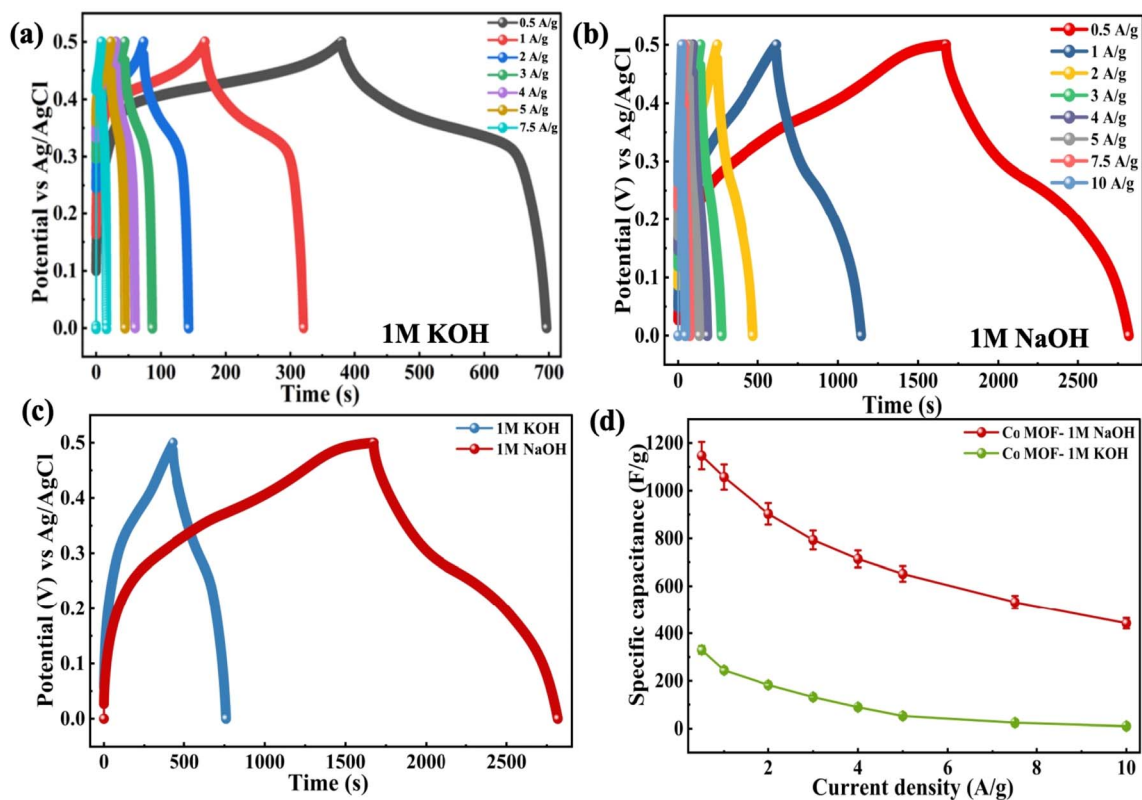 (a)
0.5 A/g
1 A/g
2 A/g
3 A/g
4 A/g
5 A/g
7.5 A/g
Potential vs Ag/AgCl
0.5
0.4
0.3
0.2
0.1
0.0
1M KOH
0 100 200 300 400 500 600 700
Time (s)
(b)
0.5 A/g
1 A/g
2 A/g
3 A/g
4 A/g
5 A/g
7.5 A/g
10 A/g
Potential (V) vs Ag/AgCl
0.5
0.4
0.3
0.2
0.1
0.0
1M NaOH
0 500 1000 1500 2000 2500
Time (s)
(c)
1M KOH
1M NaOH
Potential (V) vs Ag/AgCl
0.5
0.4
0.3
0.2
0.1
0.0
0 500 1000 1500 2000 2500
Time (s)
(d)
Co MOF- 1M NaOH
Co MOF- 1M KOH
Specific capacitance (F/g)
1200
1000
800
600
400
200
0
2 4 6 8 10
Current density (A/g)